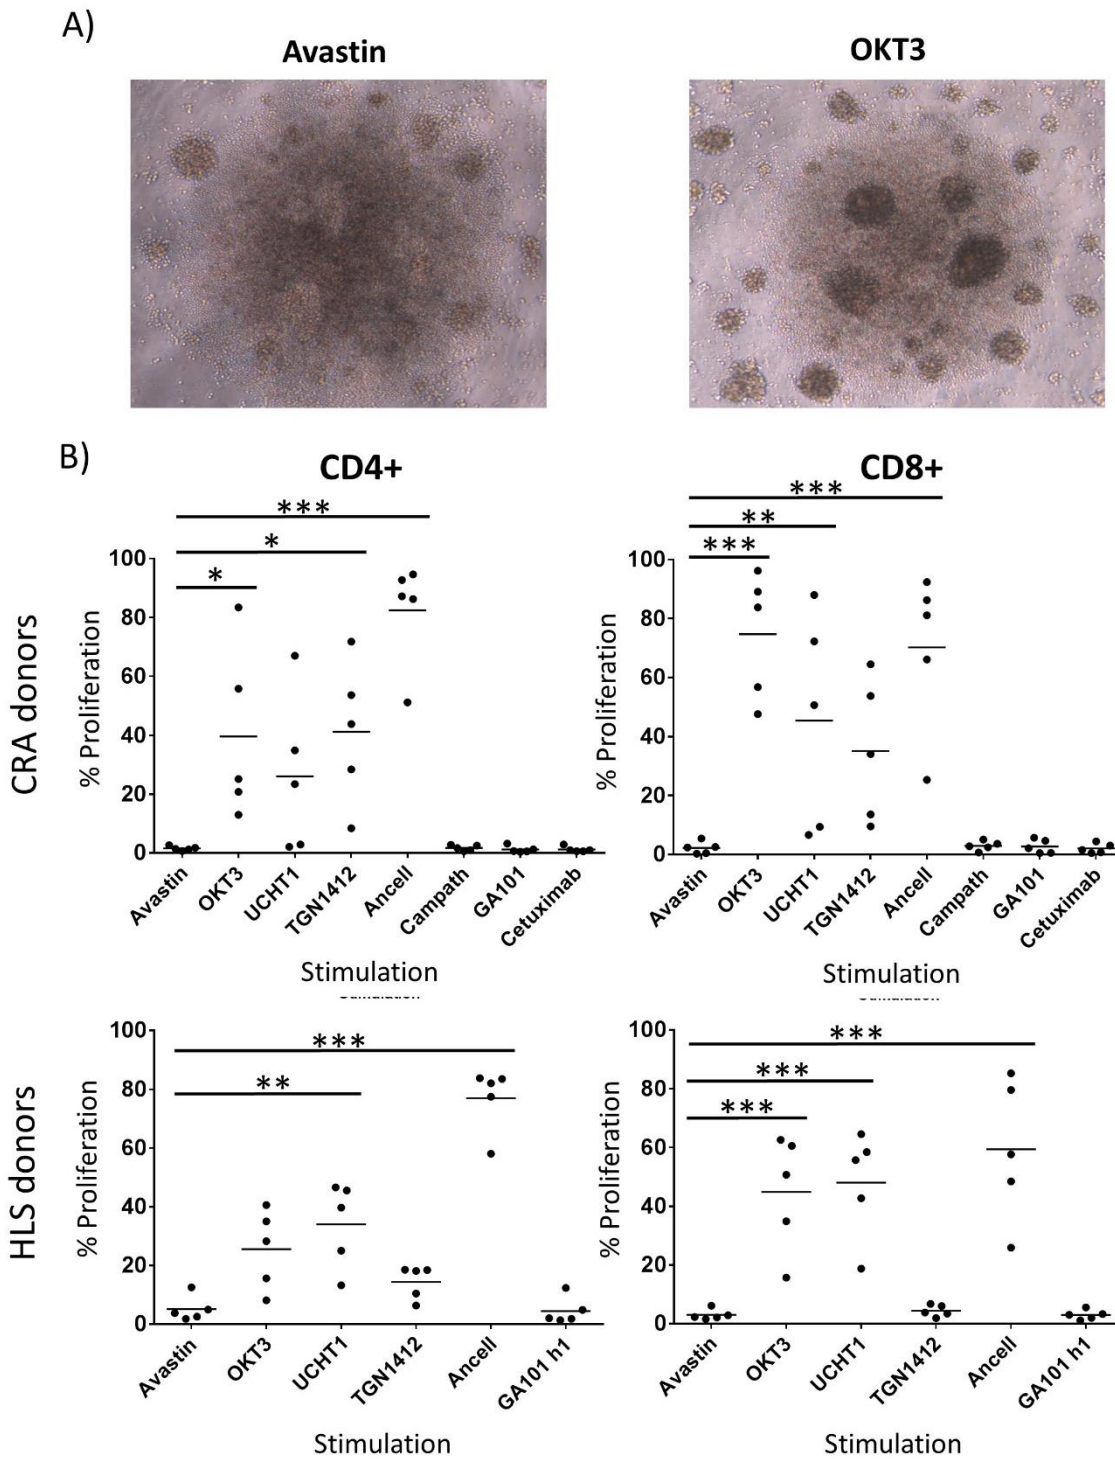 A)
Avastin
OKT3
B)
CD4+
CD8+
CRA donors
% Proliferation
100
80
60
40
20
0
***
*
*
Avastin
OKT3
UCHT1
TGN1412
Ancell
Campath
GA101
Cetuximab
Stimulation
% Proliferation
100
80
60
40
20
0
***
**
***
Avastin
OKT3
UCHT1
TGN1412
Ancell
Campath
GA101
Cetuximab
Stimulation
HLS donors
% Proliferation
100
80
60
40
20
0
***
**
Avastin
OKT3
UCHT1
TGN1412
Ancell
GA101 h1
Stimulation
% Proliferation
100
80
60
40
20
0
***
***
***
Avastin
OKT3
UCHT1
TGN1412
Ancell
GA101 h1
Stimulation